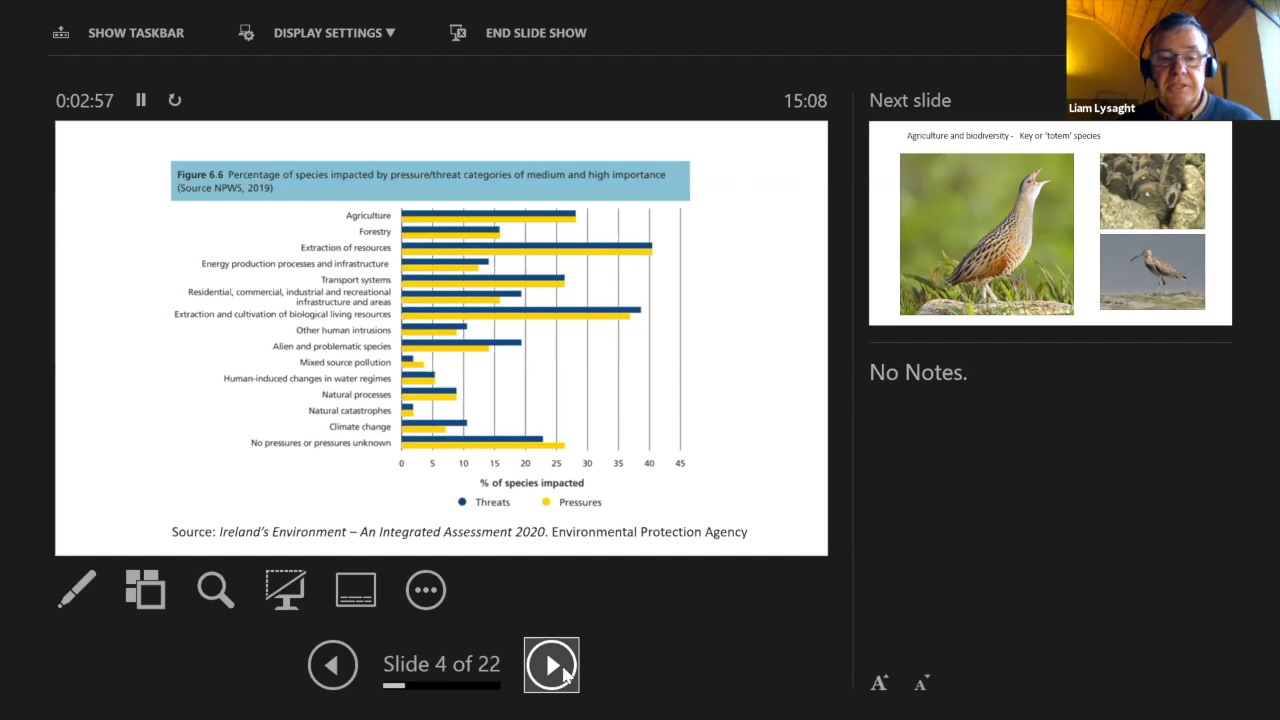 SHOW TASKBAR
DISPLAY SETTINGS ▼
END SLIDE SHOW
Liam Lysaght
0:02:57
15:08
Next slide
Figure 6.6 Percentage of species impacted by pressure/threat categories of medium and high importance
(Source NPWS, 2019)
Agriculture
Forestry
Extraction of resources
Energy production processes and infrastructure
Transport systems
Residential, commercial, industrial and recreational
infrastructure and areas
Extraction and cultivation of biological living resources
Other human intrusions
Alien and problematic species
Mixed source pollution
Human-induced changes in water regimes
Natural processes
Natural catastrophes
Climate change
No pressures or pressures unknown
0 5 10 15 20 25 30 35 40 45
% of species impacted
Threats Pressures
Source: Ireland's Environment – An Integrated Assessment 2020. Environmental Protection Agency
Agriculture and biodiversity - Key or 'totem' species
No Notes.
Slide 4 of 22
A A